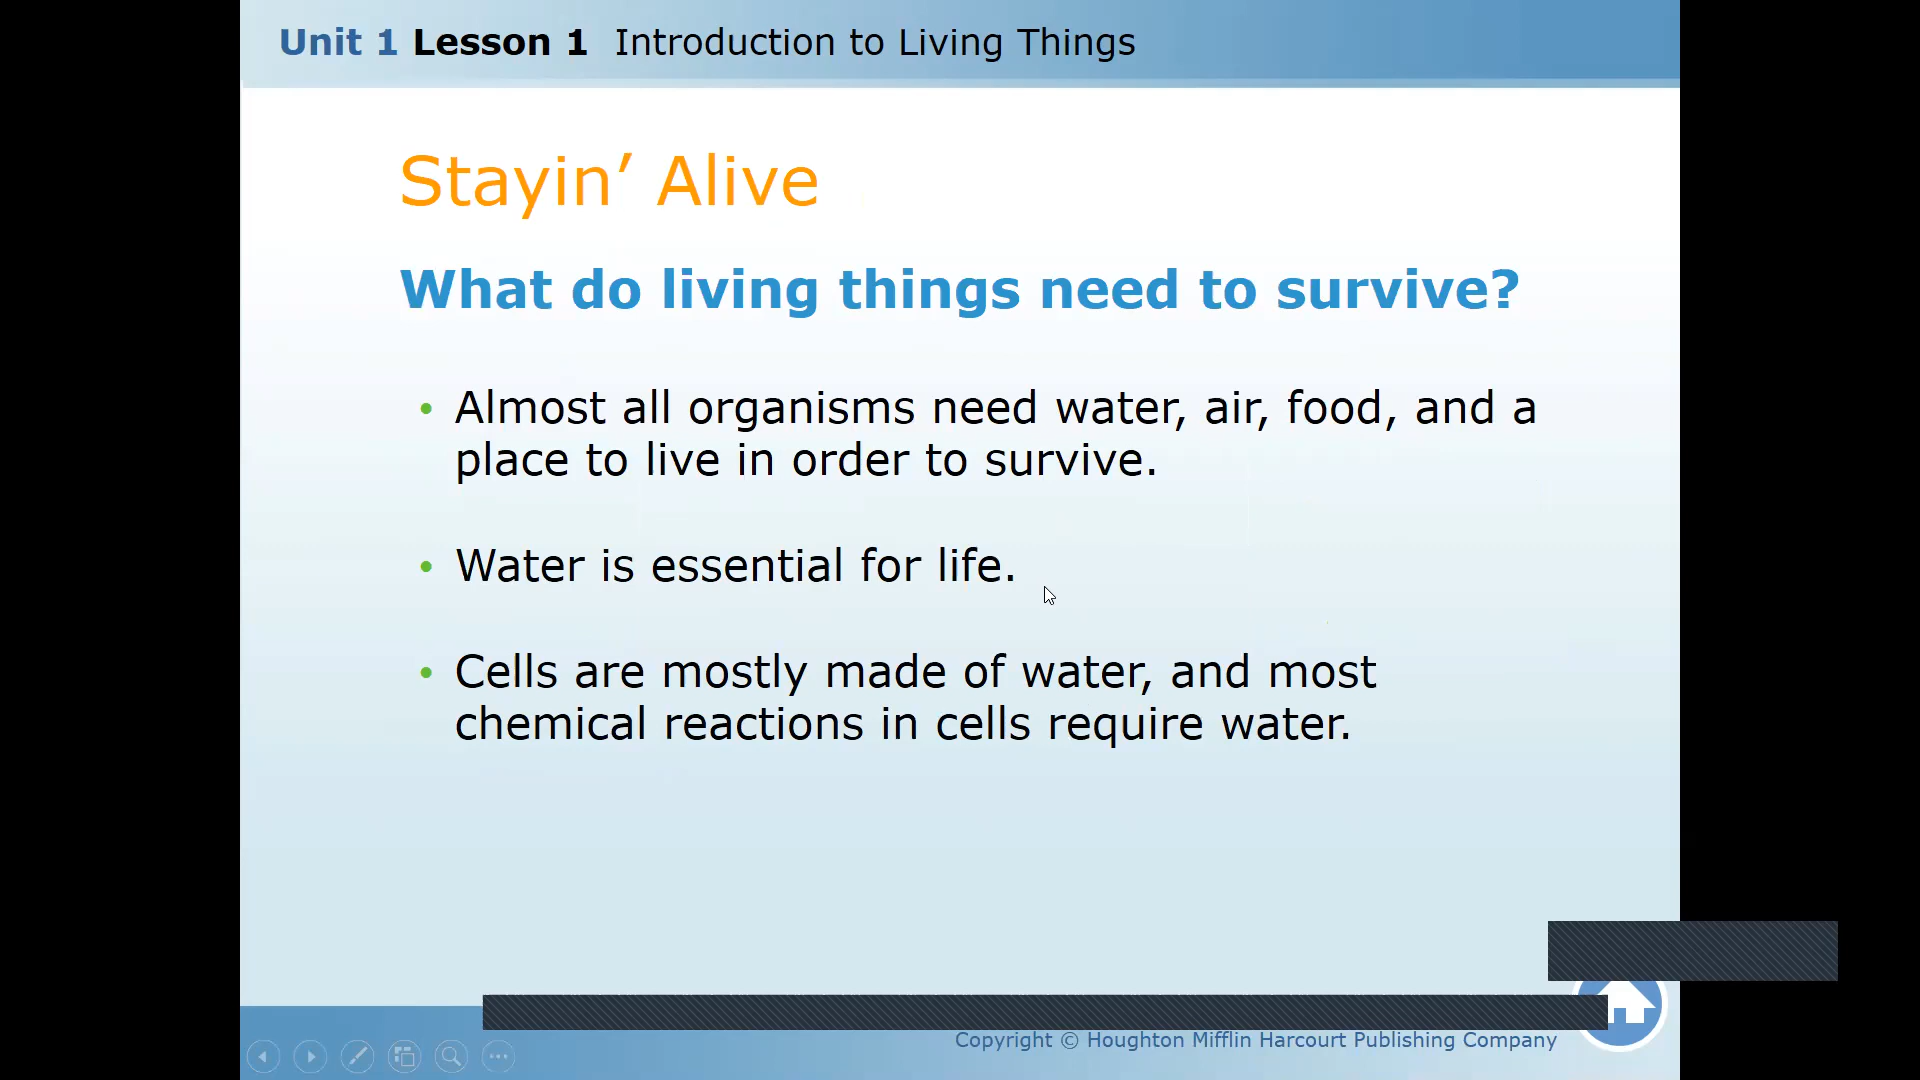 Unit 1 Lesson 1 Introduction to Living Things
Stayin’ Alive
What do living things need to survive?
• Almost all organisms need water, air, food, and a
place to live in order to survive.
• Water is essential for life.
• Cells are mostly made of water, and most
chemical reactions in cells require water.
Copyright © Houghton Mifflin Harcourt Publishing Company